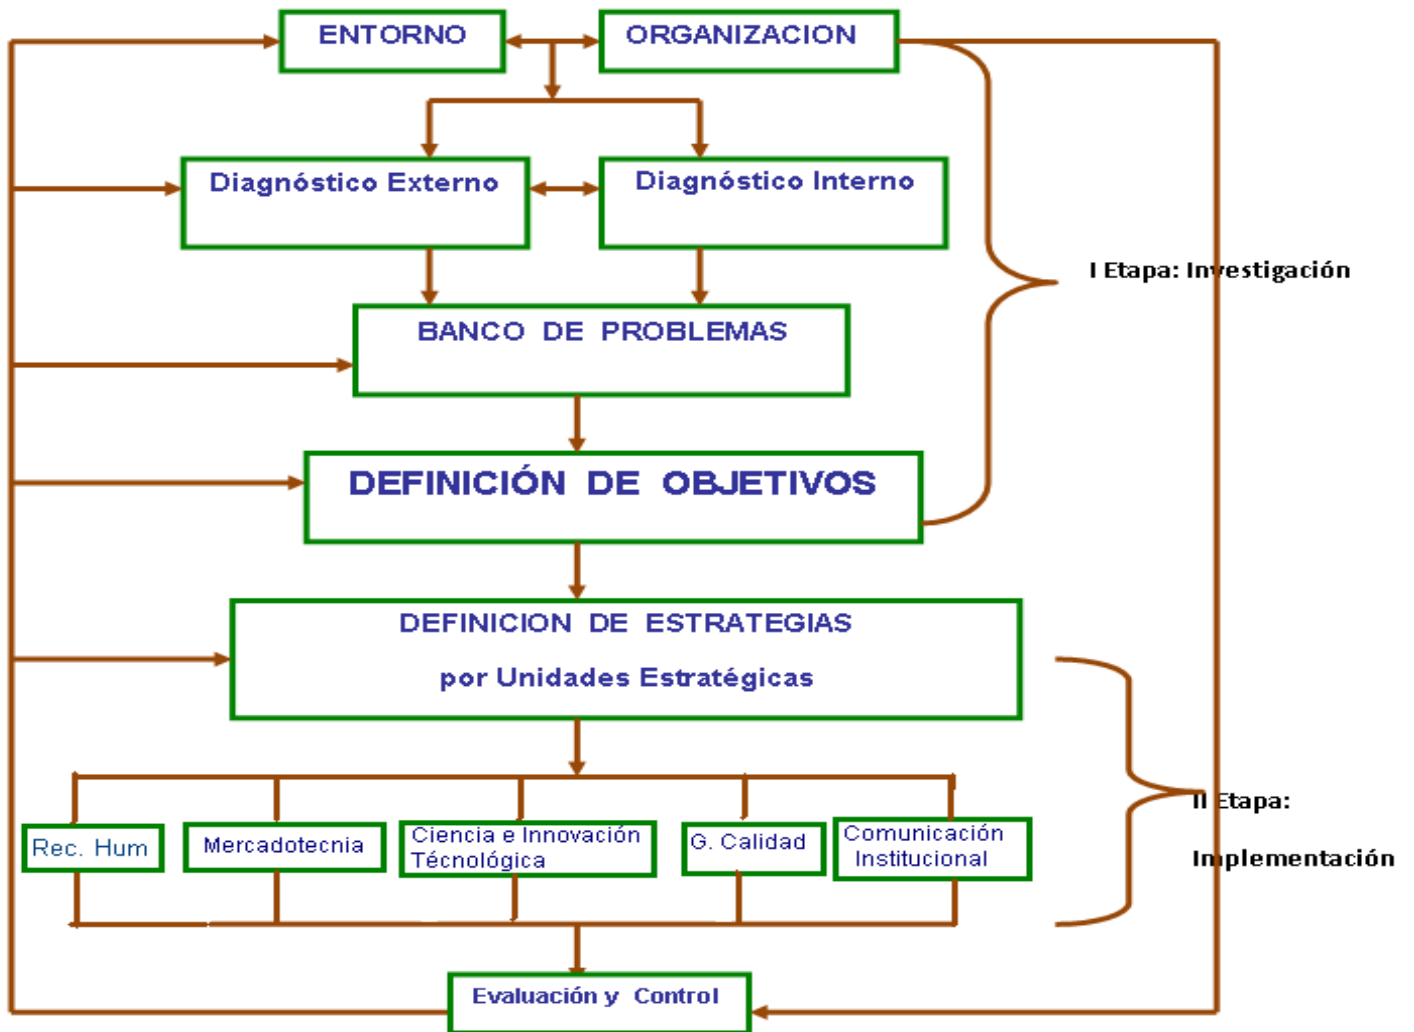 ENTORNO
ORGANIZACION
Diagnóstico Externo
Diagnóstico Interno
I Etapa: Investigación
BANCO DE PROBLEMAS
DEFINICIÓN DE OBJETIVOS
DEFINICION DE ESTRATEGIAS
por Unidades Estratégicas
II Etapa:
Implementación
Rec. Hum
Mercadotecnia
Ciencia e Innovación
Técnológica
G. Calidad
Comunicación
Institucional
Evaluación y Control